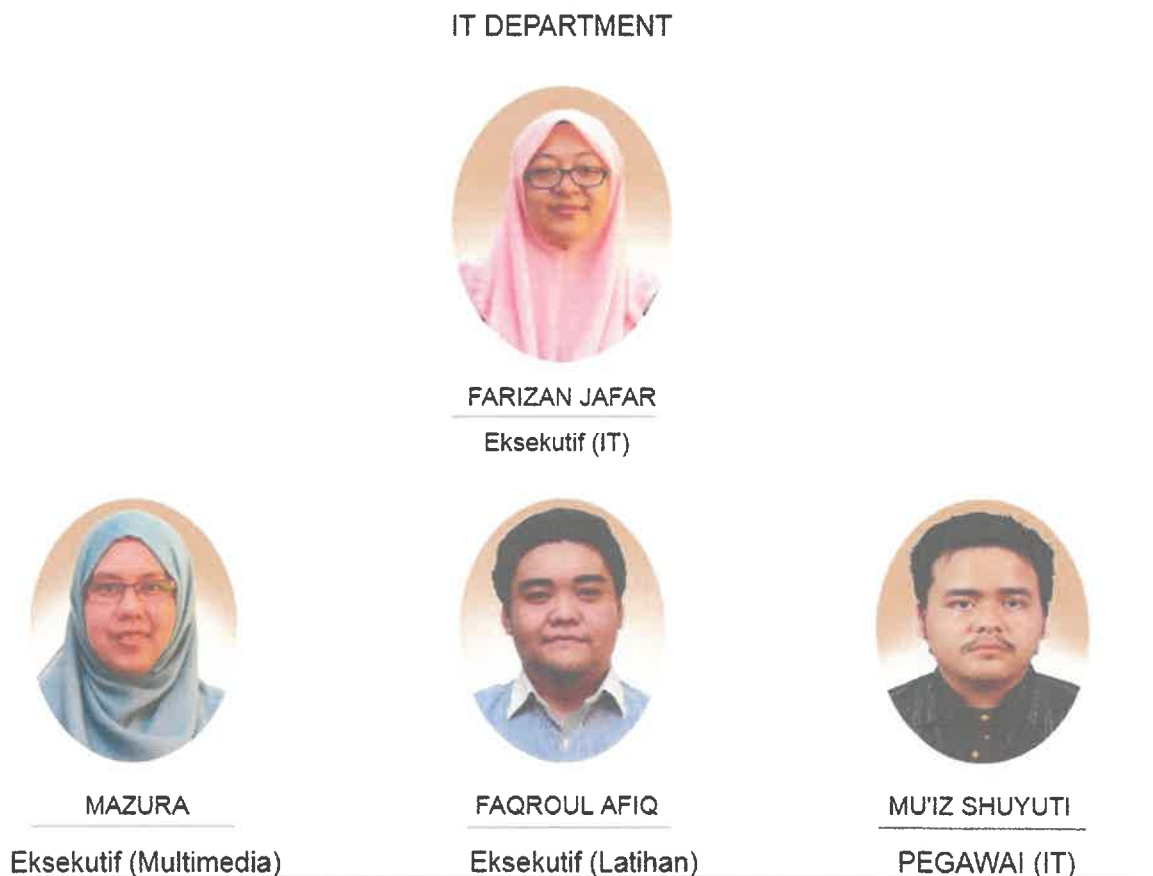 IT DEPARTMENT
FARIZAN JAFAR
Eksekutif (IT)
MAZURA
FAQROUL AFIQ
MU'IZ SHUYUTI
Eksekutif (Multimedia)
Eksekutif (Latihan)
PEGAWAI (IT)